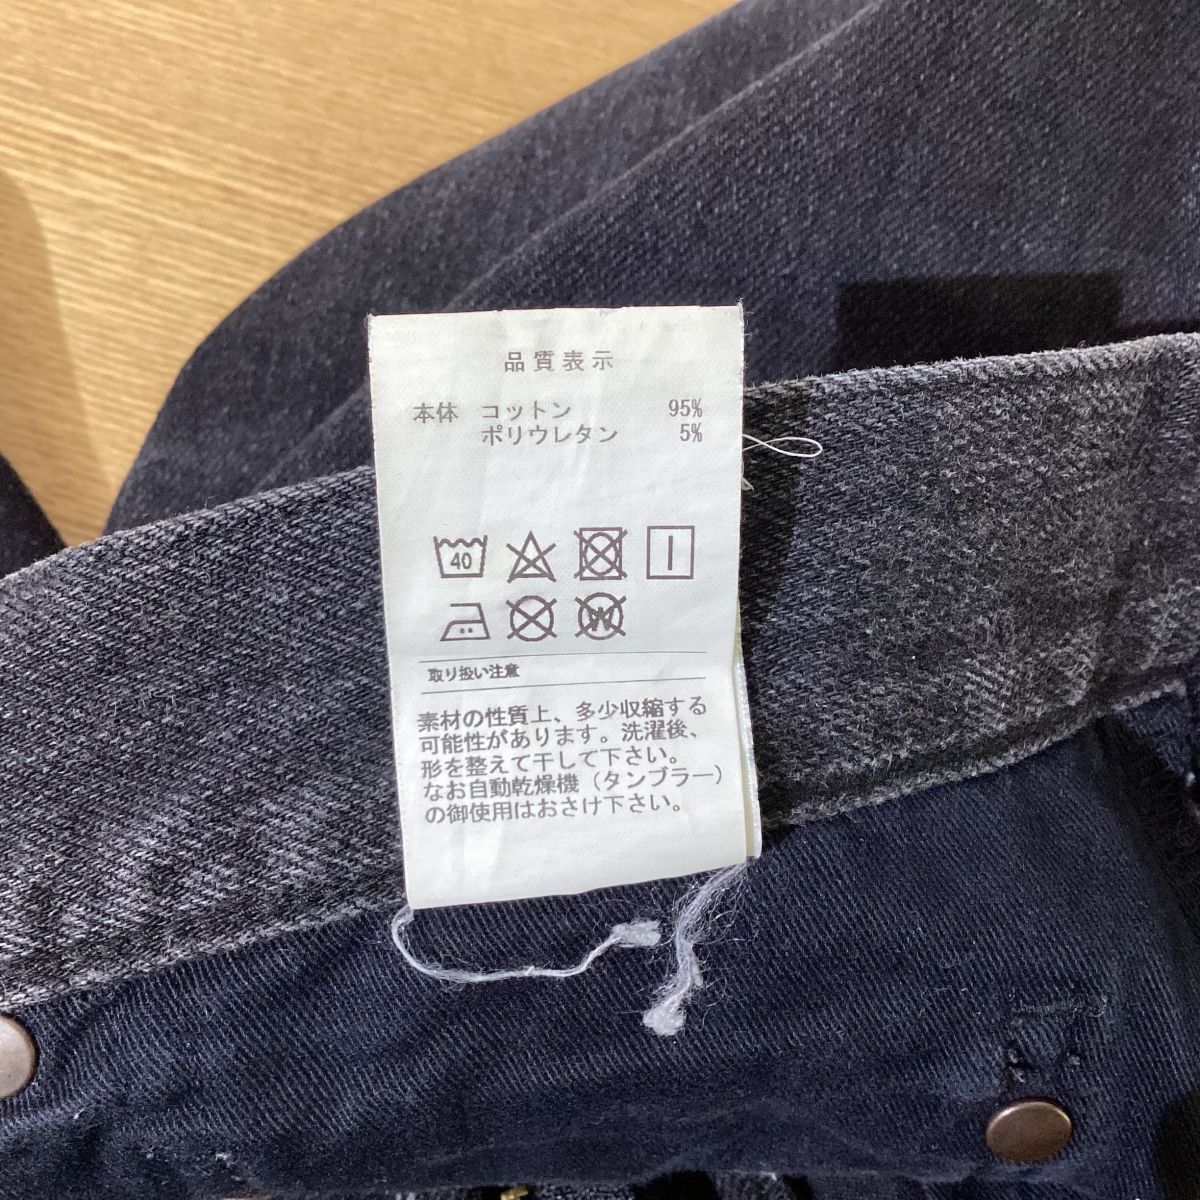 品質表示
本体 コットン 95%
ポリウレタン 5%
40
W
取り扱い注意
素材の性質上、多少収縮する
可能性があります。洗濯後、
形を整えて干して下さい。
なお自動乾燥機（タンブラー）
の御使用はおさけ下さい。